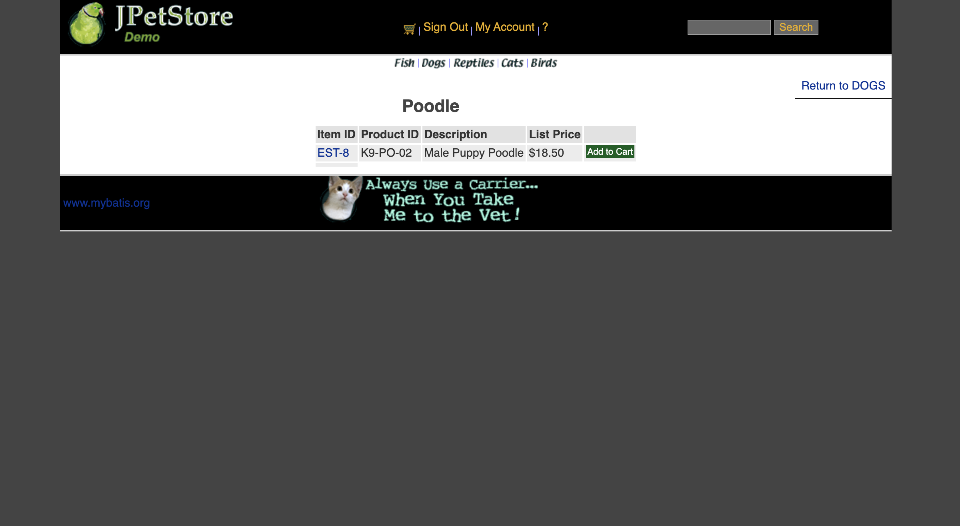 JPetStore
Demo
Sign Out | My Account | ?
Search
Fish | Dogs | Reptiles | Cats | Birds
Return to DOGS
Poodle
Item ID Product ID Description List Price
EST-8 K9-PO-02 Male Puppy Poodle $18.50 Add to Cart
www.mybatis.org
Always Use a Carrier...
When You Take
Me to the Vet!